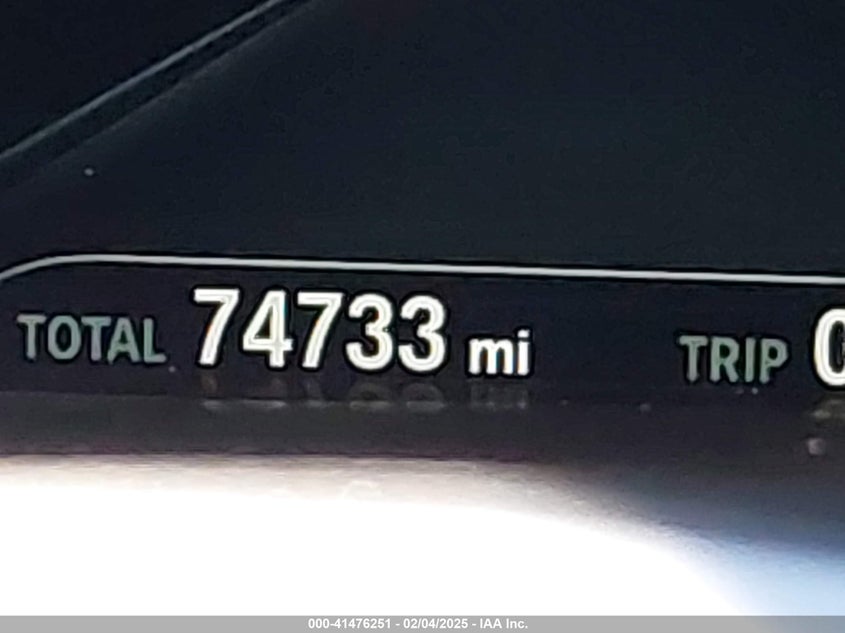 TOTAL 74733 mi TRIP
000-41476251 - 02/04/2025 - IAA Inc.